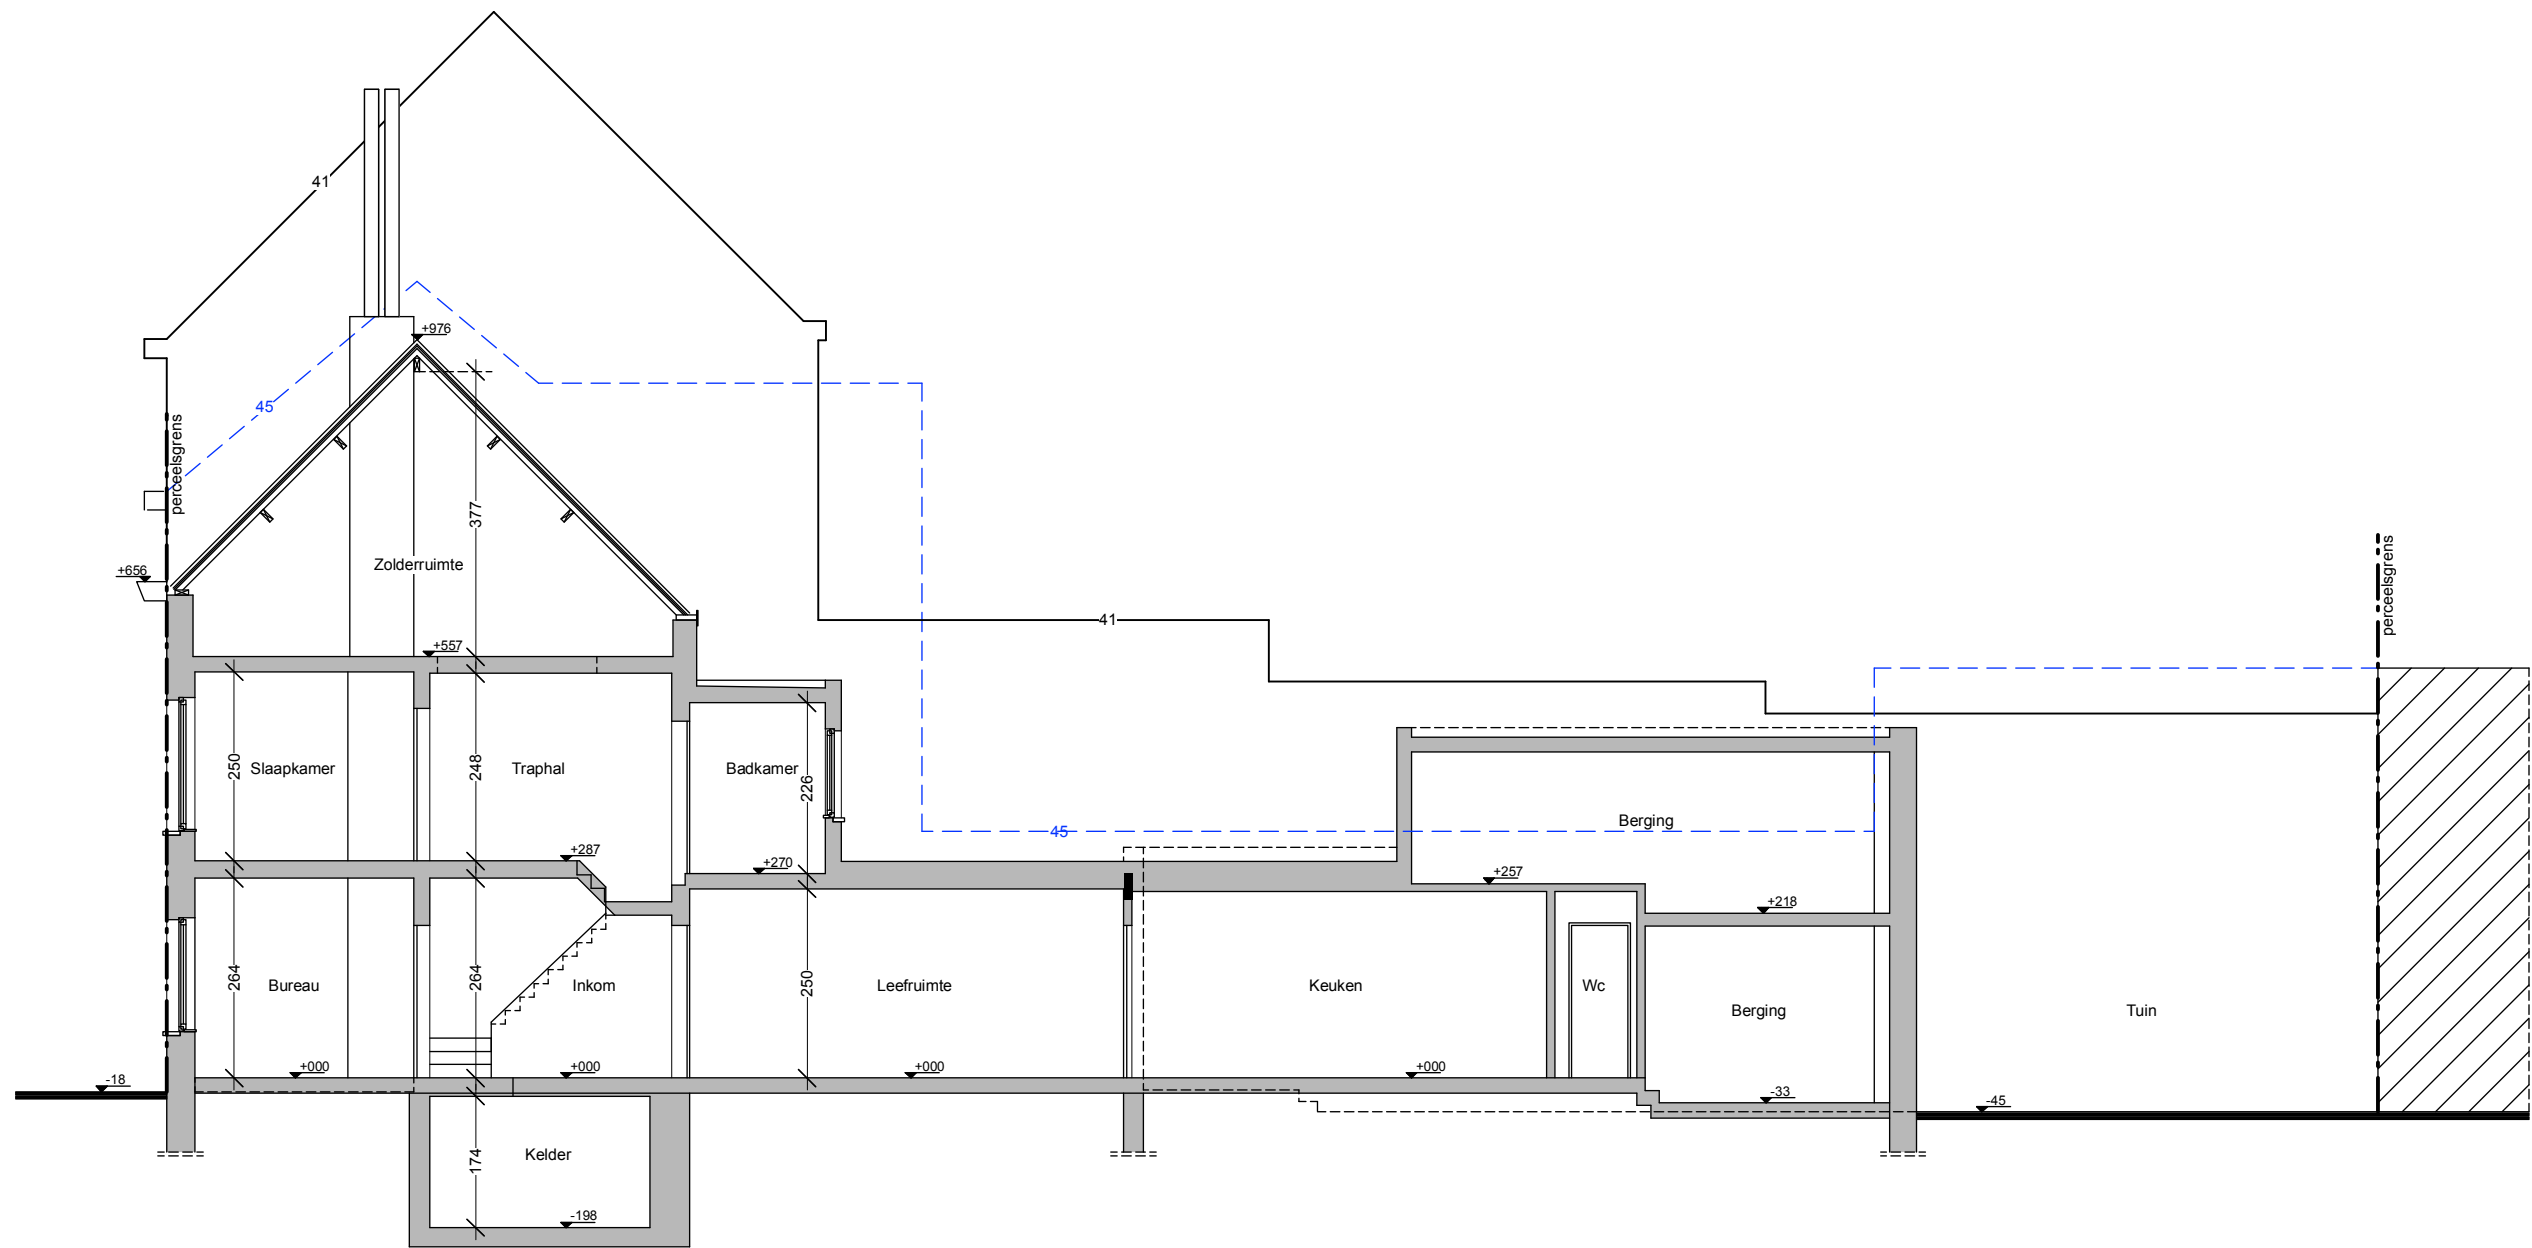 41
+976
45
perceelsgrens
377
perceelsgrens
Zolderruimte
+656
41
+557
250
Slaapkamer
248
Traphal
Badkamer
226
Berging
45
+287
+270
+257
+218
264
Bureau
264
Inkom
250
Leefruimte
Keuken
Wc
Berging
Tuin
+000
+000
+000
+000
-18
-33
-45
174
Kelder
-198